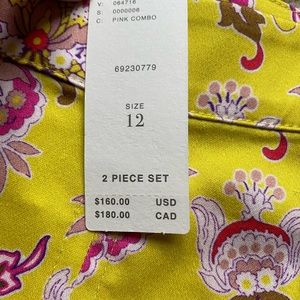 V: 064716
S: 0000006
C: PINK COMBO
69230779
SIZE
12
2 PIECE SET
$160.00 USD
$180.00 CAD